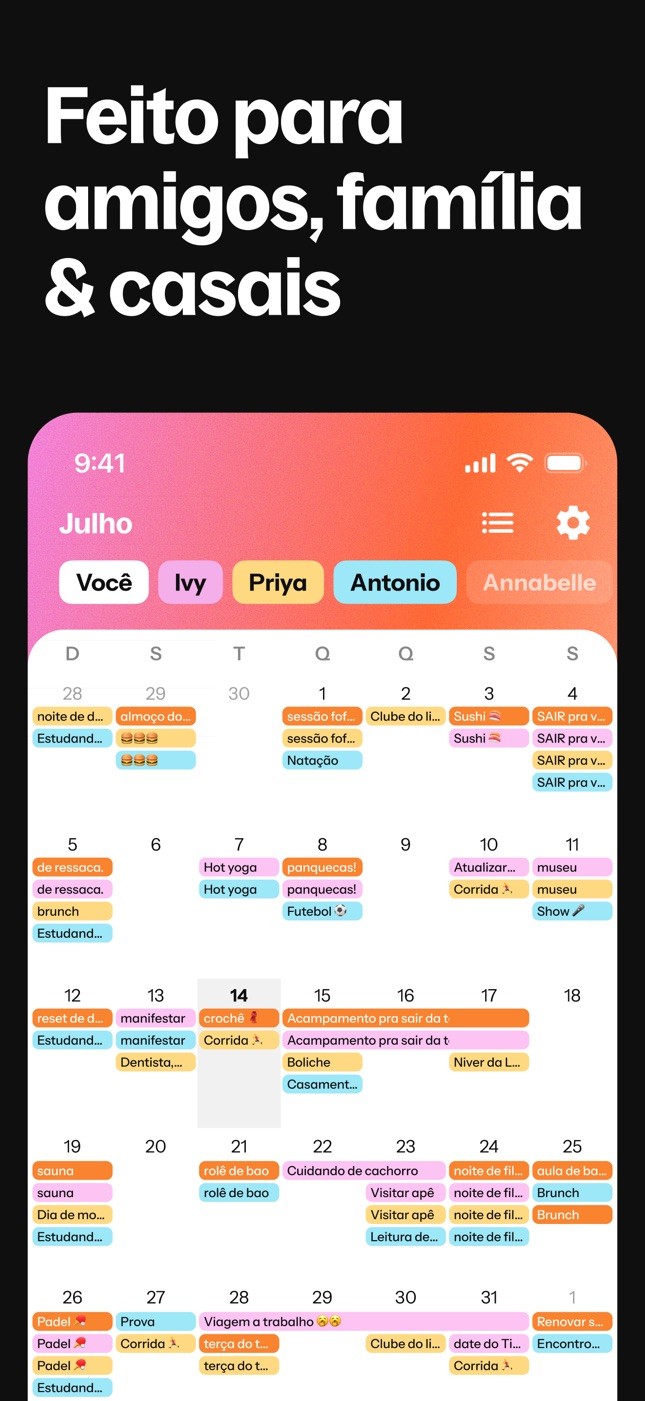 Feito para
amigos, família
& casais
9:41
Julho
Você Ivy Priya Antonio Annabelle
D S T Q Q S S
28 29 30 1 2 3 4
noite de d... almoço do... sessão fof... Clube do li... Sushi 🍣 SAIR pra v...
Estudand... 🍔🍔🍔 sessão fof... Sushi 🍣 SAIR pra v...
🍔🍔🍔 Natação SAIR pra v...
SAIR pra v...
5 6 7 8 9 10 11
de ressaca. Hot yoga panquecas! Atualizar... museu
de ressaca. Hot yoga panquecas! Corrida 🏃 museu
brunch Futebol ⚽ Show 🎤
Estudand...
12 13 14 15 16 17 18
reset de d... manifestar crochê 🧣 Acampamento pra sair da t
Estudand... manifestar Corrida 🏃 Acampamento pra sair da t
Dentista,... Boliche Niver da L...
Casament...
19 20 21 22 23 24 25
sauna rolê de bao Cuidando de cachorro noite de fil... aula de ba...
sauna rolê de bao Visitar apê noite de fil... Brunch
Dia de mo... Visitar apê noite de fil... Brunch
Estudand... Leitura de... noite de fil...
26 27 28 29 30 31 1
Padel 🏓 Prova Viagem a trabalho 😴😴 Renovar s...
Padel 🏓 Corrida 🏃 terça do t... Clube do li... date do Ti... Encontro...
Padel 🏓 terça do t... Corrida 🏃
Estudand...